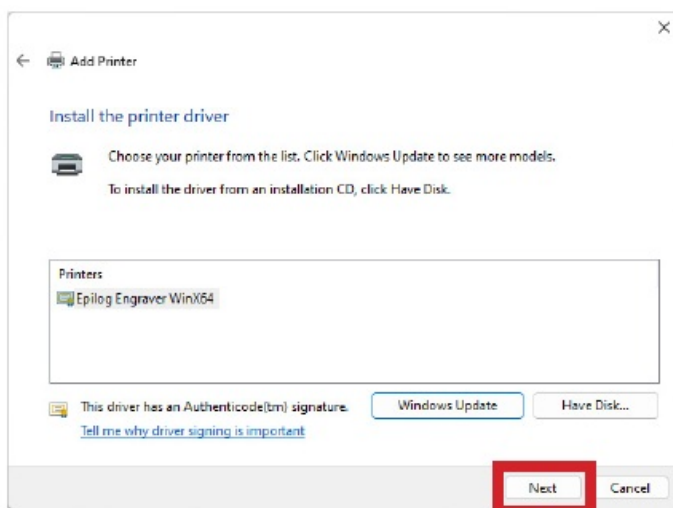 Add Printer
Install the printer driver
Choose your printer from the list. Click Windows Update to see more models.
To install the driver from an installation CD, click Have Disk.
Printers
Epilog Engraver WinX64
This driver has an Authenticode(tm) signature.
Windows Update
Have Disk...
Tell me why driver signing is important
Next
Cancel